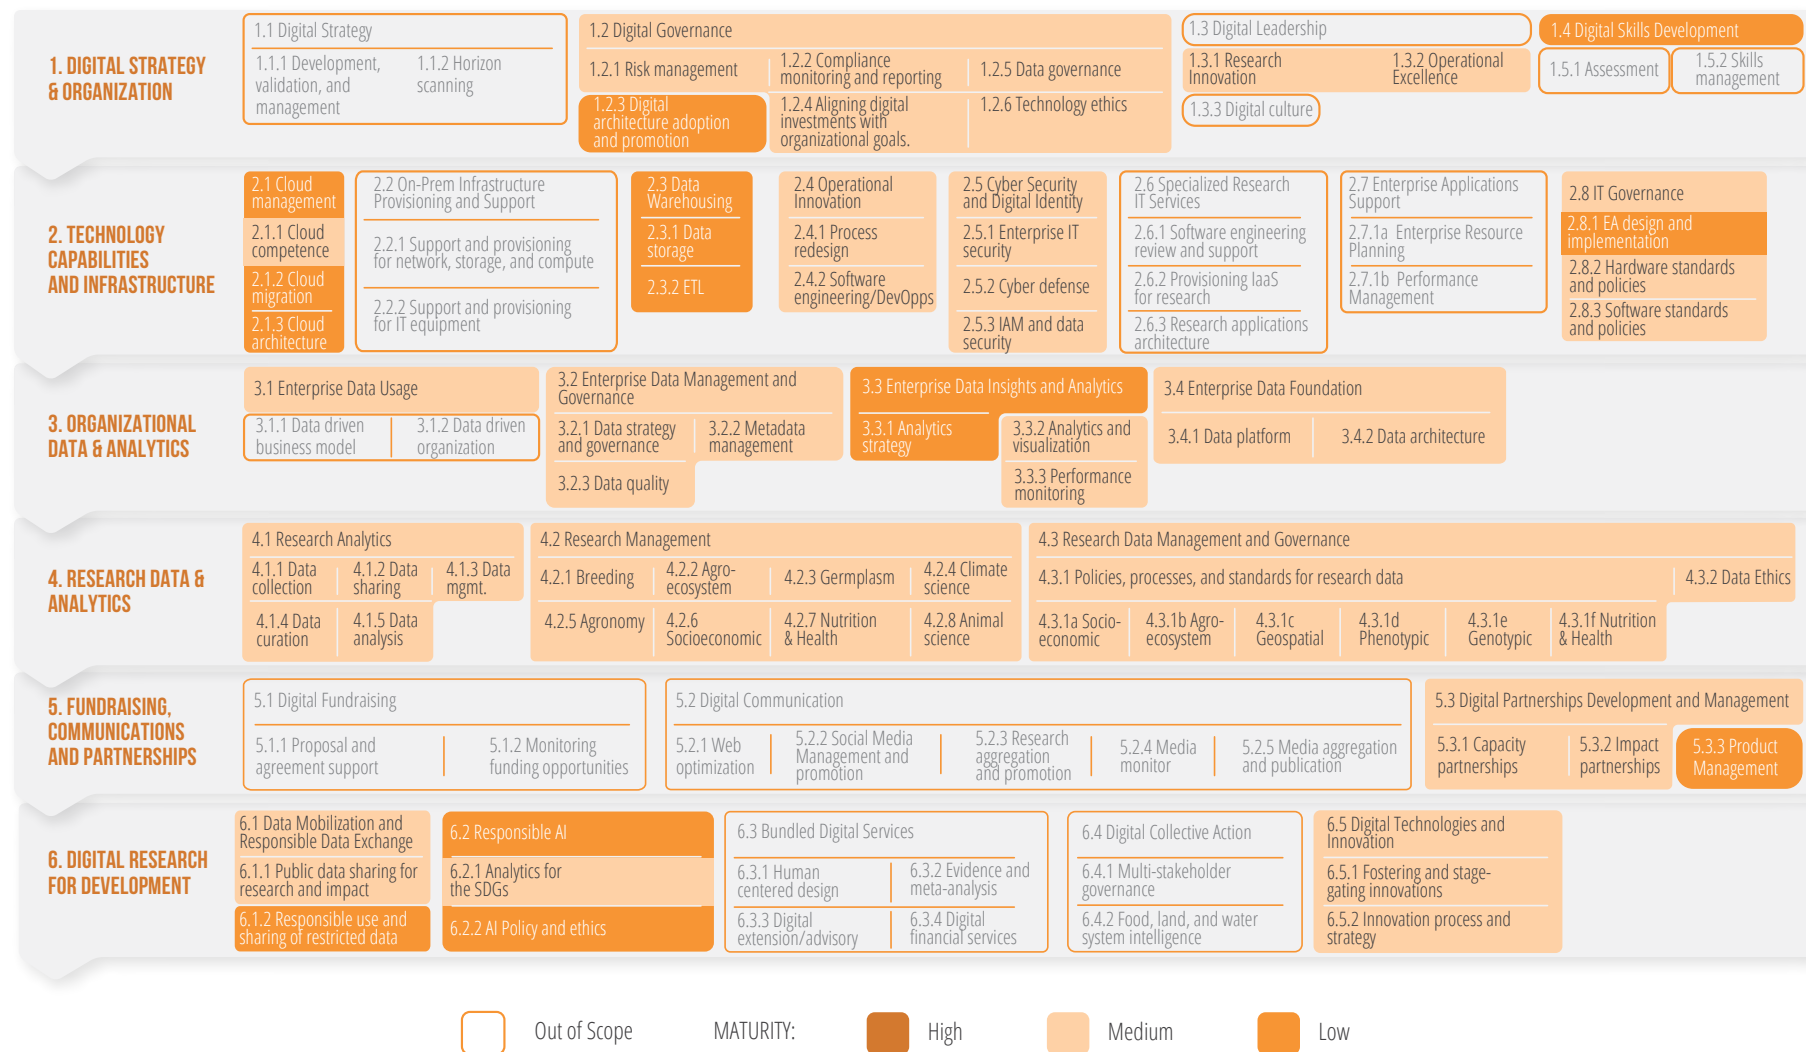 1. DIGITAL STRATEGY
& ORGANIZATION
1.1 Digital Strategy
1.1.1 Development,
validation, and
management
1.1.2 Horizon
scanning
1.2 Digital Governance
1.2.1 Risk management
1.2.2 Compliance
monitoring and reporting
1.2.5 Data governance
1.2.3 Digital
architecture adoption
and promotion
1.2.4 Aligning digital
investments with
organizational goals.
1.2.6 Technology ethics
1.3 Digital Leadership
1.3.1 Research
Innovation
1.3.2 Operational
Excellence
1.3.3 Digital culture
1.4 Digital Skills Development
1.5.1 Assessment
1.5.2 Skills
management
2. TECHNOLOGY
CAPABILITIES
AND INFRASTRUCTURE
2.1 Cloud
management
2.1.1 Cloud
competence
2.1.2 Cloud
migration
2.1.3 Cloud
architecture
2.2 On-Prem Infrastructure
Provisioning and Support
2.2.1 Support and provisioning
for network, storage, and compute
2.2.2 Support and provisioning
for IT equipment
2.3 Data
Warehousing
2.3.1 Data
storage
2.3.2 ETL
2.4 Operational
Innovation
2.4.1 Process
redesign
2.4.2 Software
engineering/DevOpps
2.5 Cyber Security
and Digital Identity
2.5.1 Enterprise IT
security
2.5.2 Cyber defense
2.5.3 IAM and data
security
2.6 Specialized Research
IT Services
2.6.1 Software engineering
review and support
2.6.2 Provisioning IaaS
for research
2.6.3 Research applications
architecture
2.7 Enterprise Applications
Support
2.7.1a Enterprise Resource
Planning
2.7.1b Performance
Management
2.8 IT Governance
2.8.1 EA design and
implementation
2.8.2 Hardware standards
and policies
2.8.3 Software standards
and policies
3. ORGANIZATIONAL
DATA & ANALYTICS
3.1 Enterprise Data Usage
3.1.1 Data driven
business model
3.1.2 Data driven
organization
3.2 Enterprise Data Management and
Governance
3.2.1 Data strategy
and governance
3.2.2 Metadata
management
3.2.3 Data quality
3.3 Enterprise Data Insights and Analytics
3.3.1 Analytics
strategy
3.3.2 Analytics and
visualization
3.3.3 Performance
monitoring
3.4 Enterprise Data Foundation
3.4.1 Data platform
3.4.2 Data architecture
4. RESEARCH DATA &
ANALYTICS
4.1 Research Analytics
4.1.1 Data
collection
4.1.2 Data
sharing
4.1.3 Data
mgmt.
4.1.4 Data
curation
4.1.5 Data
analysis
4.2 Research Management
4.2.1 Breeding
4.2.2 Agro-
ecosystem
4.2.3 Germplasm
4.2.4 Climate
science
4.2.5 Agronomy
4.2.6
Socioeconomic
4.2.7 Nutrition
& Health
4.2.8 Animal
science
4.3 Research Data Management and Governance
4.3.1 Policies, processes, and standards for research data
4.3.2 Data Ethics
4.3.1a Socio-
economic
4.3.1b Agro-
ecosystem
4.3.1c
Geospatial
4.3.1d
Phenotypic
4.3.1e
Genotypic
4.3.1f Nutrition
& Health
5. FUNDRAISING,
COMMUNICATIONS
AND PARTNERSHIPS
5.1 Digital Fundraising
5.1.1 Proposal and
agreement support
5.1.2 Monitoring
funding opportunities
5.2 Digital Communication
5.2.1 Web
optimization
5.2.2 Social Media
Management and
promotion
5.2.3 Research
aggregation
and promotion
5.2.4 Media
monitor
5.2.5 Media aggregation
and publication
5.3 Digital Partnerships Development and Management
5.3.1 Capacity
partnerships
5.3.2 Impact
partnerships
5.3.3 Product
Management
6. DIGITAL RESEARCH
FOR DEVELOPMENT
6.1 Data Mobilization and
Responsible Data Exchange
6.1.1 Public data sharing for
research and impact
6.1.2 Responsible use and
sharing of restricted data
6.2 Responsible AI
6.2.1 Analytics for
the SDGs
6.2.2 AI Policy and ethics
6.3 Bundled Digital Services
6.3.1 Human
centered design
6.3.2 Evidence and
meta-analysis
6.3.3 Digital
extension/advisory
6.3.4 Digital
financial services
6.4 Digital Collective Action
6.4.1 Multi-stakeholder
governance
6.4.2 Food, land, and water
system intelligence
6.5 Digital Technologies and
Innovation
6.5.1 Fostering and stage-
gating innovations
6.5.2 Innovation process and
strategy
Out of Scope
MATURITY:
High
Medium
Low